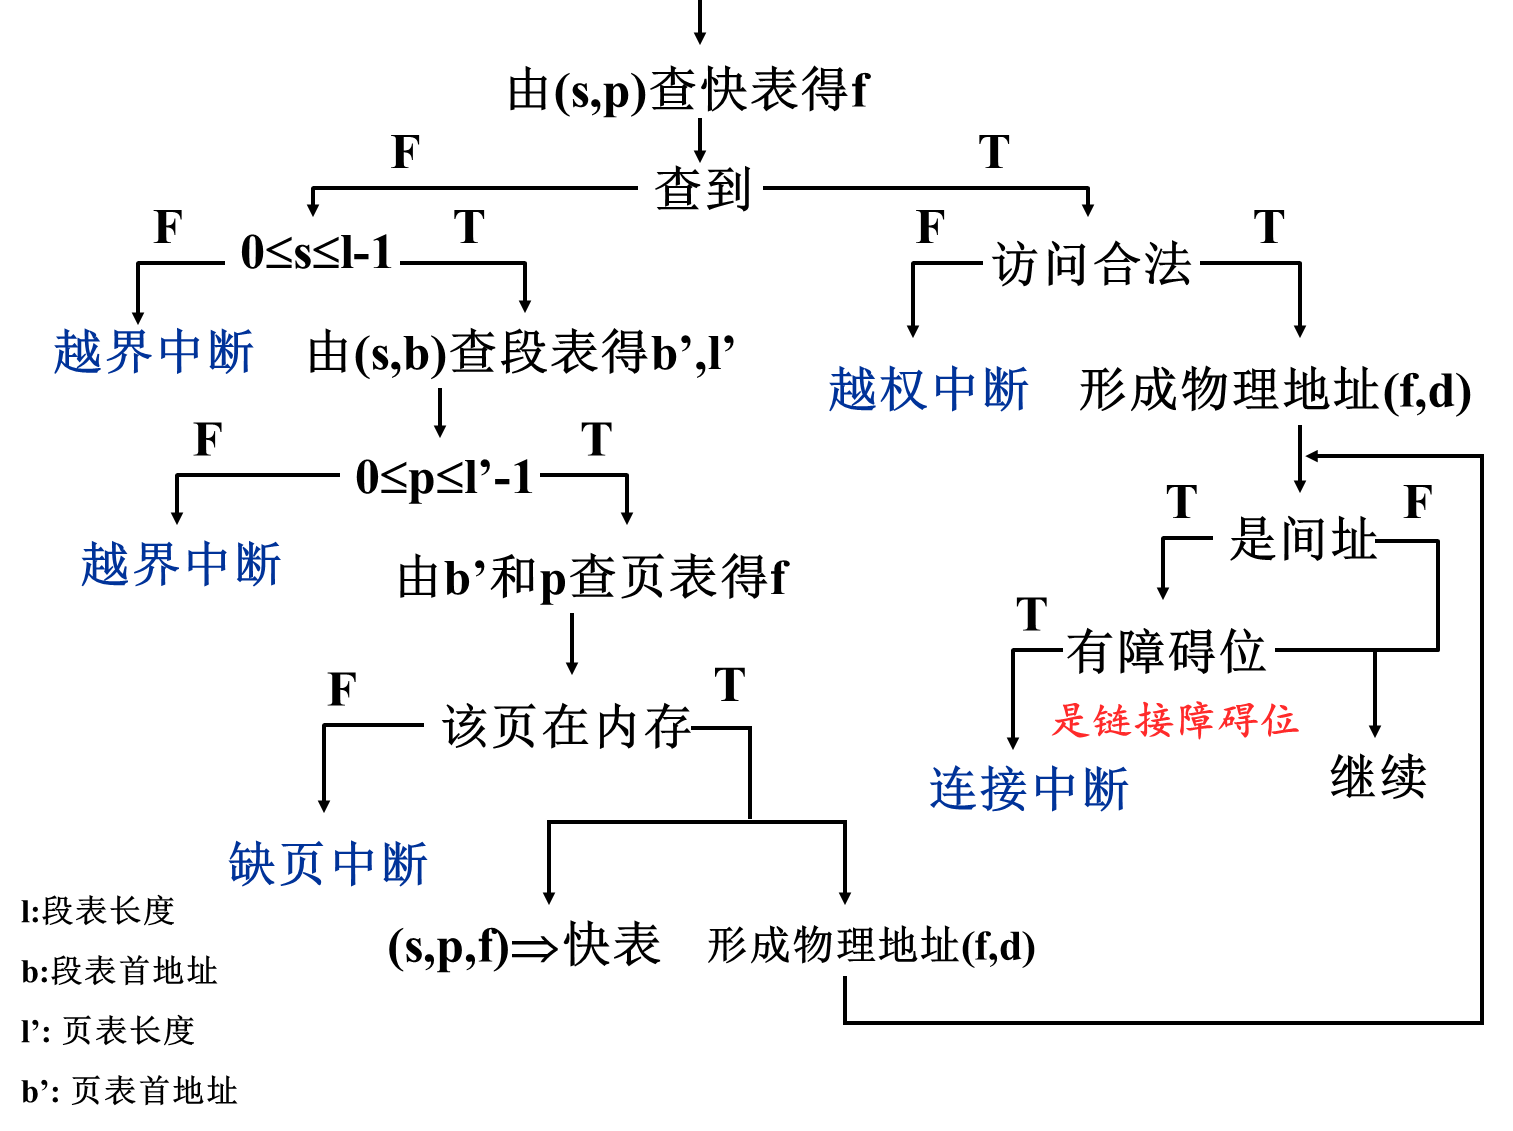 由(s,p)查快表得f
F
T
查到
F
T
F
T
0≤s≤l-1
访问合法
越界中断
由(s,b)查段表得b’,l’
越权中断
形成物理地址(f,d)
F
T
0≤p≤l’-1
T
F
是间址
越界中断
由b’和p查页表得f
T
有障碍位
F
T
该页在内存
是链接障碍位
连接中断
继续
缺页中断
l:段表长度
(s,p,f)⇒快表
形成物理地址(f,d)
b:段表首地址
l’: 页表长度
b’: 页表首地址